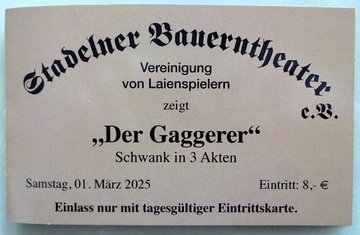 Stadelner Bauerntheater e.V.
Vereinigung
von Laienspielern
zeigt
„Der Gaggerer“
Schwank in 3 Akten
Samstag, 01. März 2025 Eintritt: 8,- €
Einlass nur mit tagesgültiger Eintrittskarte.